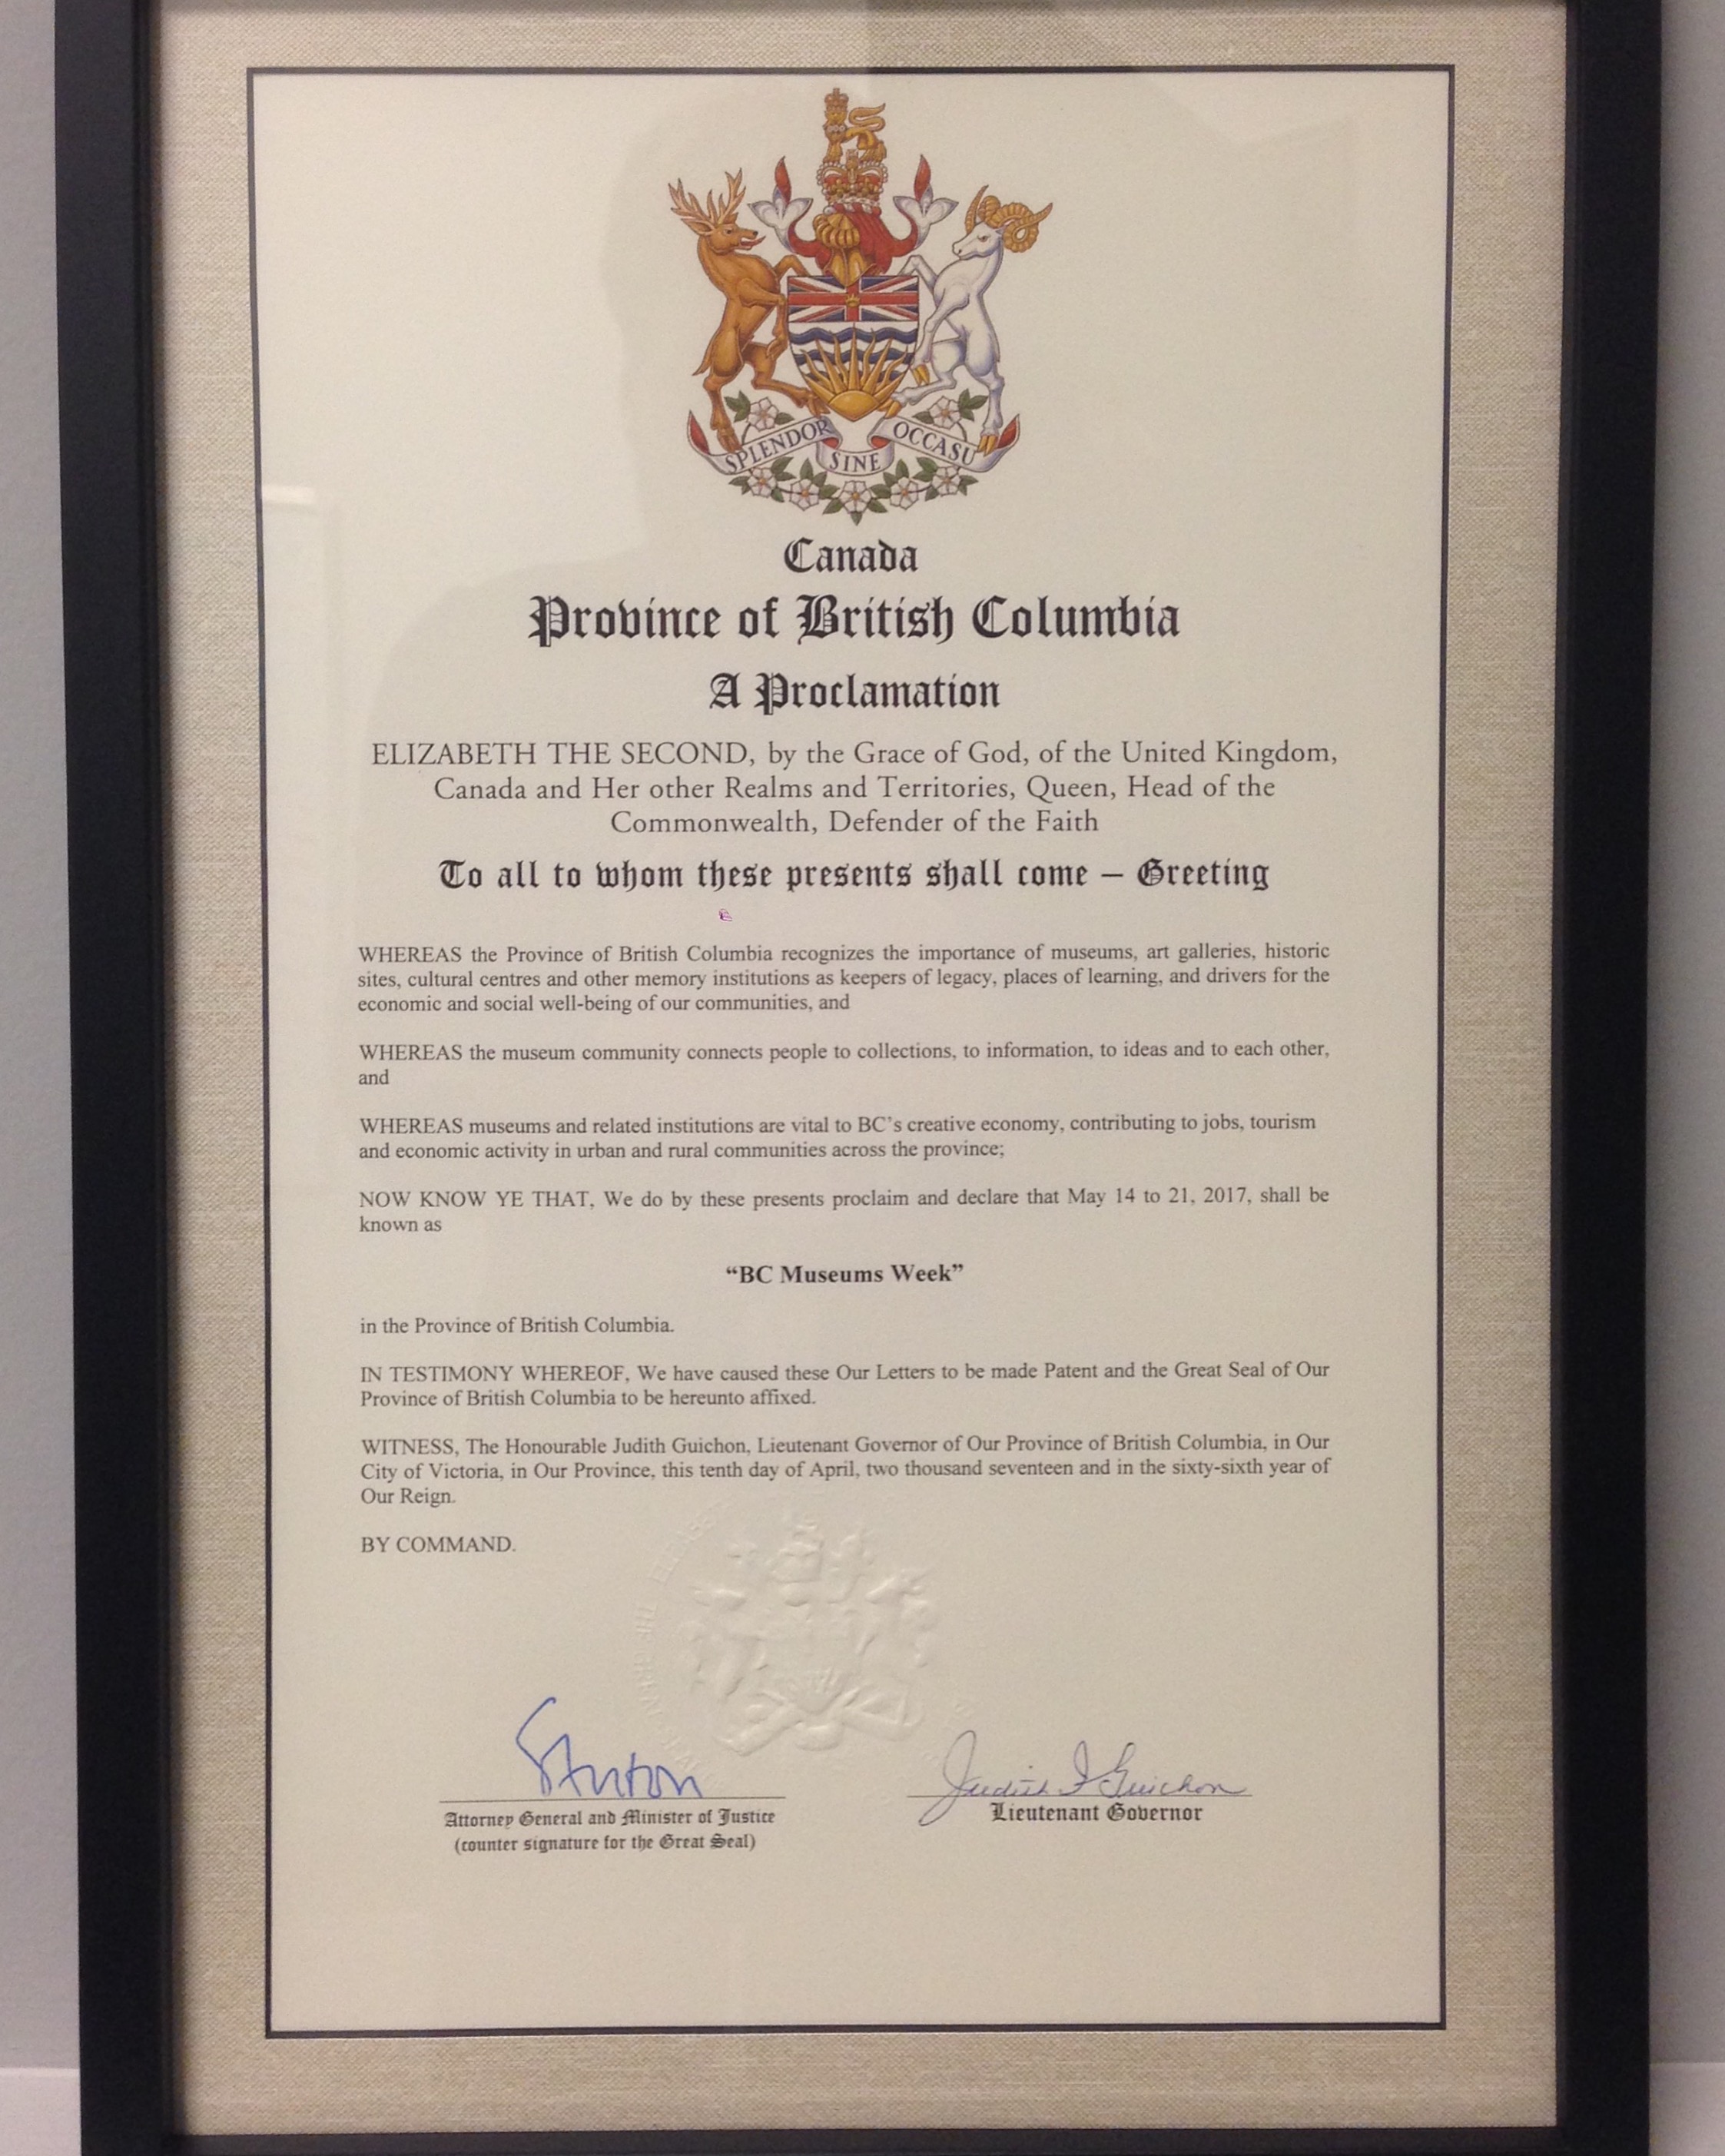 SPLENDOR SINE OCCASU
Canada
Province of British Columbia
A Proclamation
ELIZABETH THE SECOND, by the Grace of God, of the United Kingdom,
Canada and Her other Realms and Territories, Queen, Head of the
Commonwealth, Defender of the Faith
To all to whom these presents shall come – Greeting
WHEREAS the Province of British Columbia recognizes the importance of museums, art galleries, historic
sites, cultural centres and other memory institutions as keepers of legacy, places of learning, and drivers for the
economic and social well-being of our communities, and
WHEREAS the museum community connects people to collections, to information, to ideas and to each other,
and
WHEREAS museums and related institutions are vital to BC's creative economy, contributing to jobs, tourism
and economic activity in urban and rural communities across the province;
NOW KNOW YE THAT, We do by these presents proclaim and declare that May 14 to 21, 2017, shall be
known as
“BC Museums Week”
in the Province of British Columbia.
IN TESTIMONY WHEREOF, We have caused these Our Letters to be made Patent and the Great Seal of Our
Province of British Columbia to be hereunto affixed.
WITNESS, The Honourable Judith Guichon, Lieutenant Governor of Our Province of British Columbia, in Our
City of Victoria, in Our Province, this tenth day of April, two thousand seventeen and in the sixty-sixth year of
Our Reign.
BY COMMAND.
Judith I Guichon
Attorney General and Minister of Justice
(counter signature for the Great Seal)
Lieutenant Governor